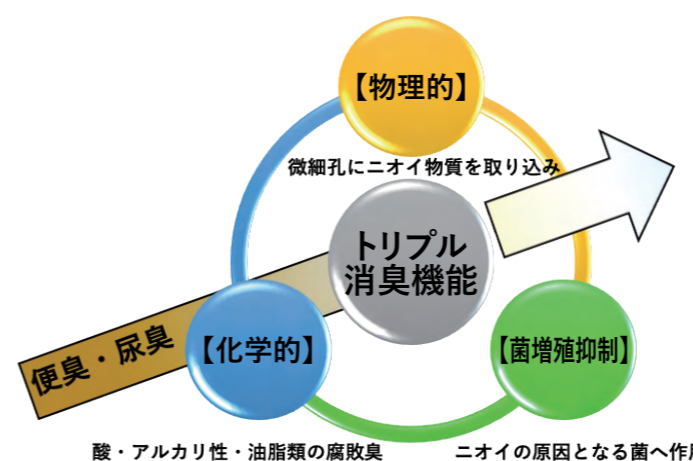 【物理的】
微細孔にニオイ物質を取り込み
トリプル
消臭機能
便臭・尿臭
【化学的】
【菌増殖抑制】
酸・アルカリ性・油脂類の腐敗臭
ニオイの原因となる菌へ作用